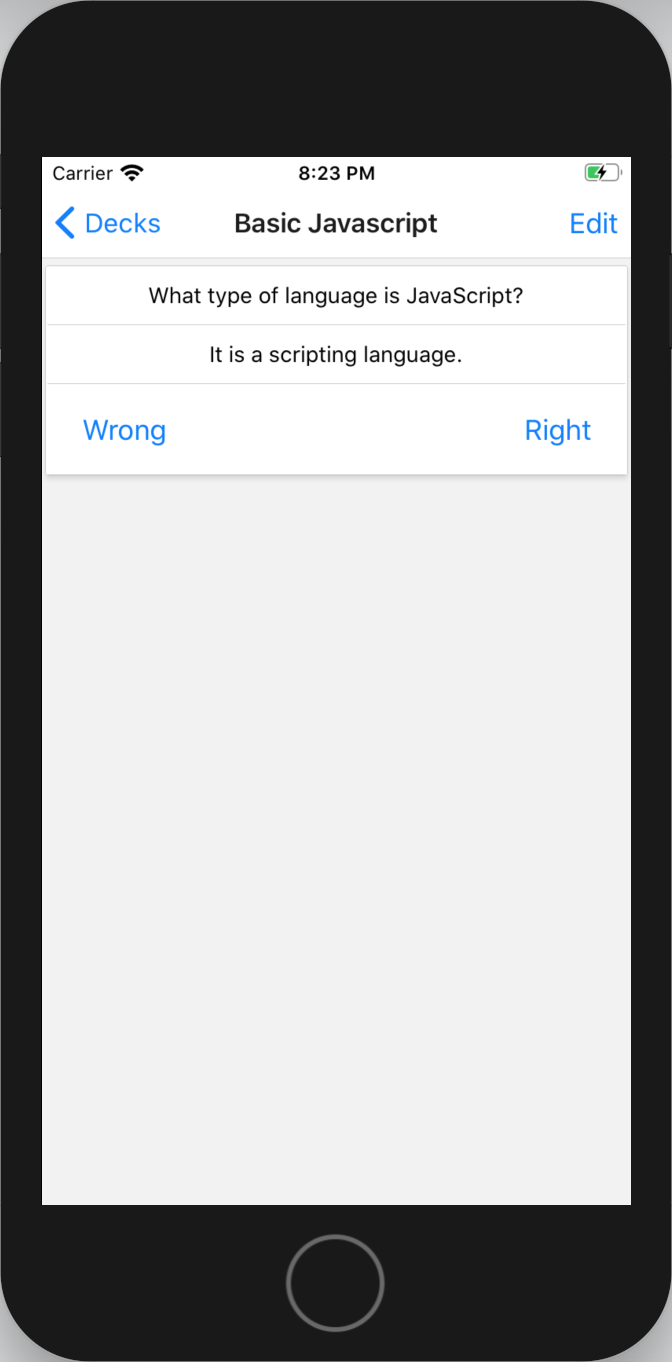 Carrier 8:23 PM
Decks Basic Javascript Edit
What type of language is JavaScript?
It is a scripting language.
Wrong Right